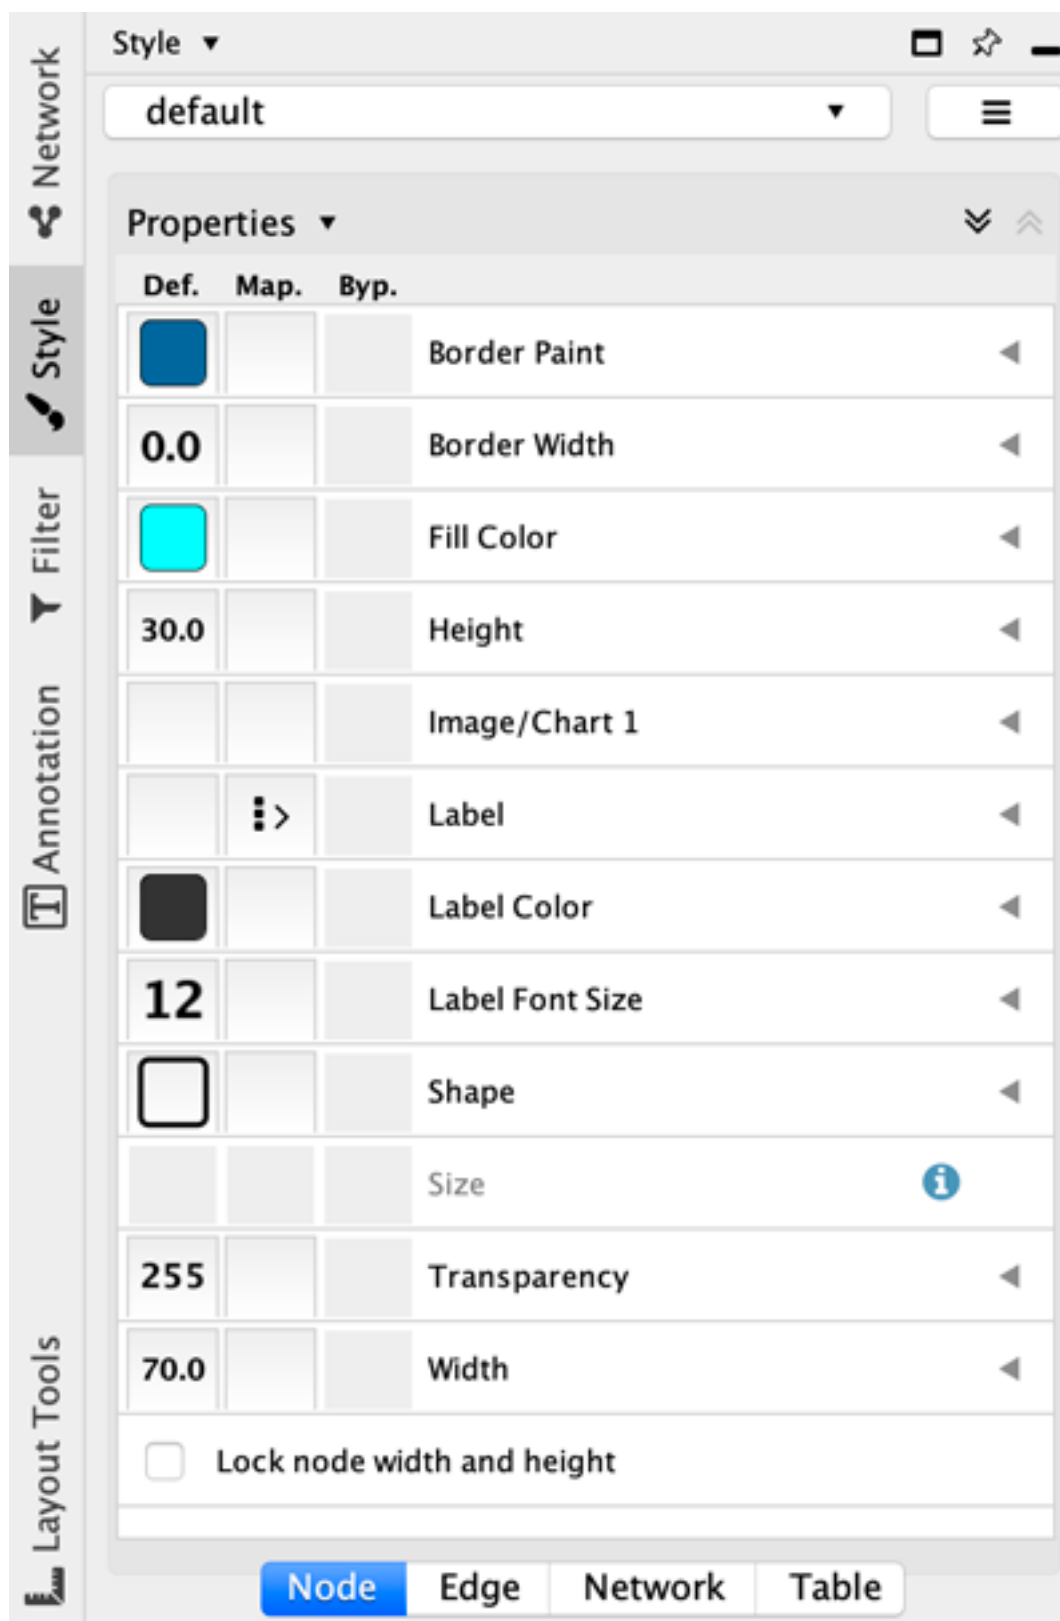 Style
default
Properties
Def. Map. Byp.
Border Paint
0.0 Border Width
Fill Color
30.0 Height
Image/Chart 1
Label
Label Color
12 Label Font Size
Shape
Size
255 Transparency
70.0 Width
Lock node width and height
Node Edge Network Table
Network
Style
Filter
T Annotation
Layout Tools